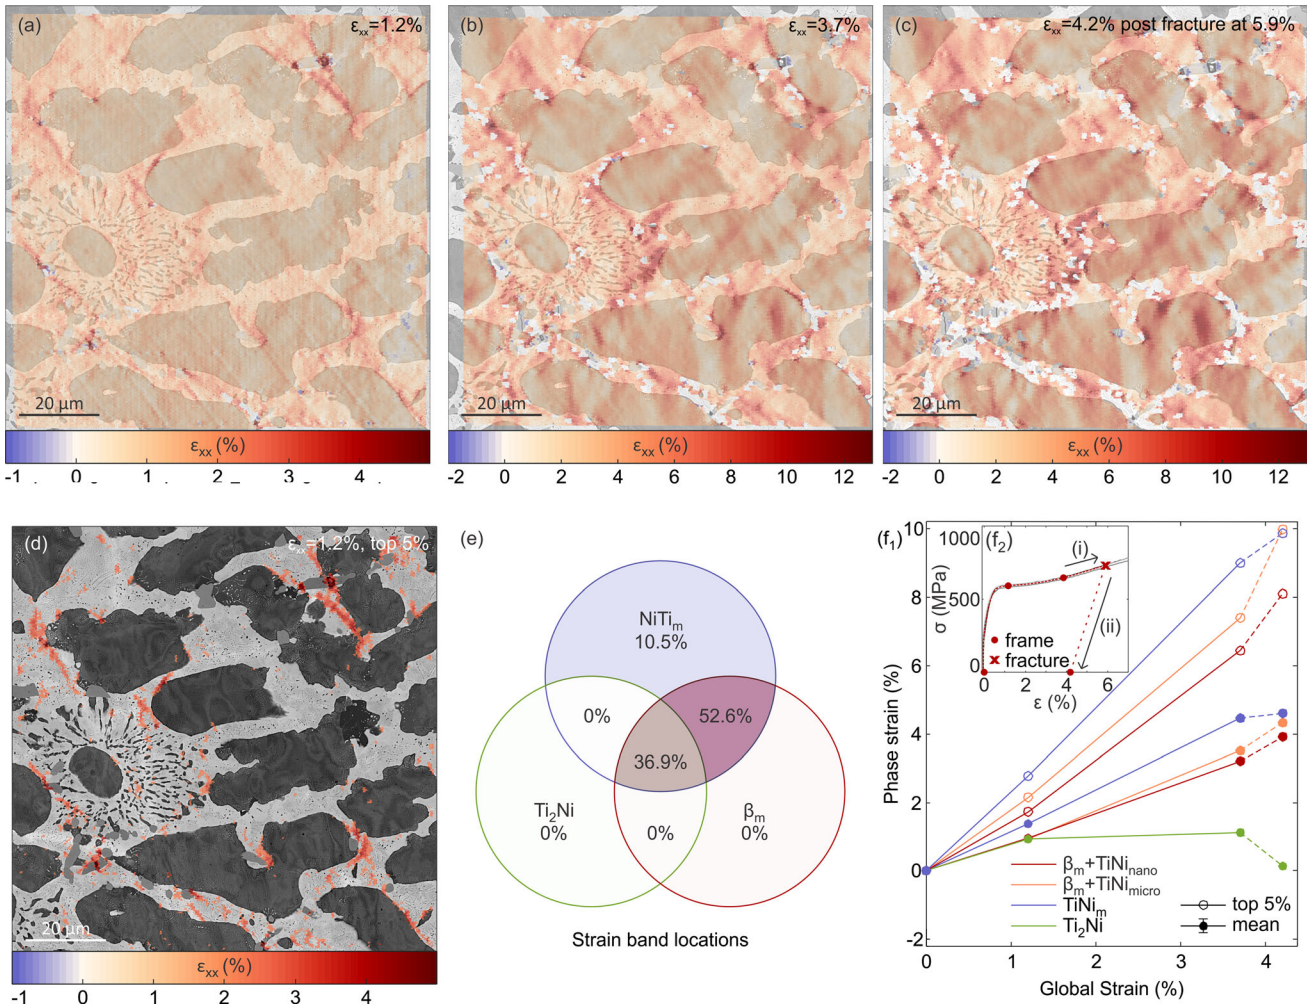 (a)
εxx=1.2%
(b)
εxx=3.7%
(c)
εxx=4.2% post fracture at 5.9%
20 μm
20 μm
20 μm
εxx (%)
εxx (%)
εxx (%)
-1 0 1 2 3 4
-2 0 2 4 6 8 10 12
-2 0 2 4 6 8 10 12
(d)
εxx=1.2%, top 5%
20 μm
εxx (%)
-1 0 1 2 3 4
(e)
NiTim
10.5%
0%
52.6%
36.9%
Ti2Ni
0%
0%
βm
0%
Strain band locations
(f1)
10
8
6
4
2
0
-2
Phase strain (%)
0 1 2 3 4
Global Strain (%)
(f2)
1000
500
0
σ (MPa)
0 2 4 6
ε (%)
(i)
(ii)
frame
fracture
βm+TiNinano
βm+TiNimicro
TiNim
Ti2Ni
top 5%
mean